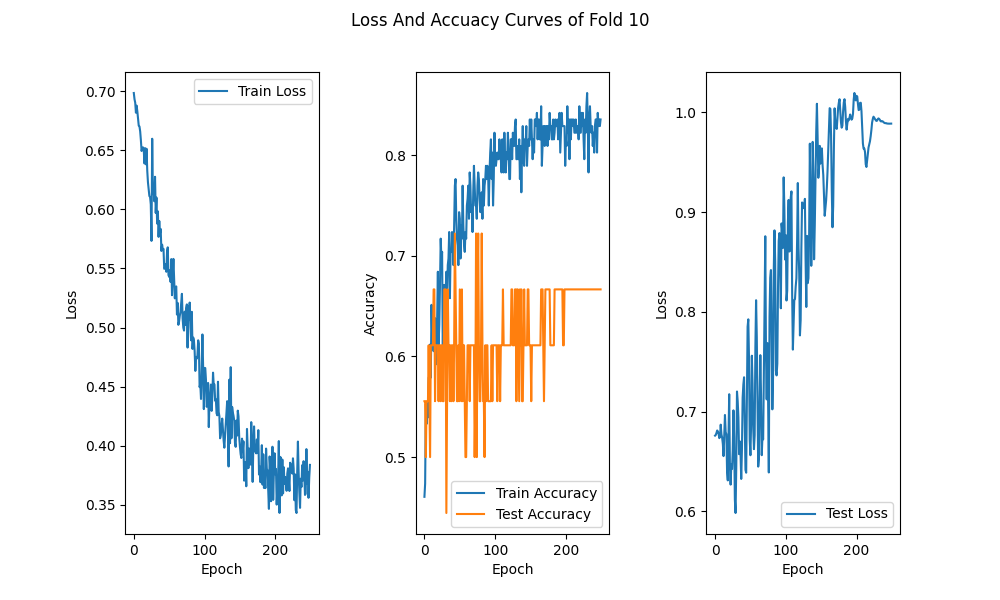 Loss And Accuacy Curves of Fold 10
Train Loss
0.70
0.65
0.60
0.55
0.50
0.45
0.40
0.35
Loss
0
100
200
Epoch
0.8
0.7
0.6
0.5
Accuracy
Train Accuracy
Test Accuracy
0
100
200
Epoch
1.0
0.9
0.8
0.7
0.6
Loss
Test Loss
0
100
200
Epoch